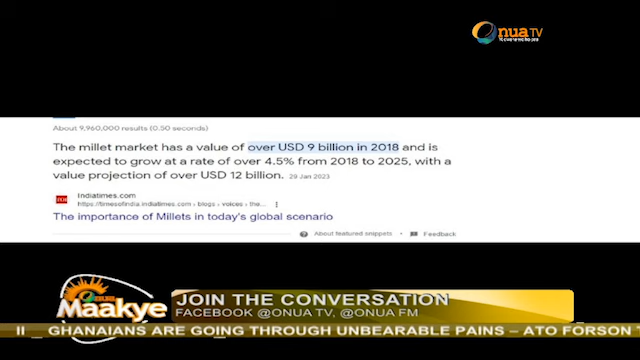 Onua TV
About 9,960,000 results (0.50 seconds)
The millet market has a value of over USD 9 billion in 2018 and is
expected to grow at a rate of over 4.5% from 2018 to 2025, with a
value projection of over USD 12 billion. 29 Jan 2023
Indiatimes.com
https://timesofindia.indiatimes.com › blogs › voices › the...
The importance of Millets in today's global scenario
About featured snippets • Feedback
Maakye
JOIN THE CONVERSATION
FACEBOOK @ONUA TV, @ONUA FM
II _ GHANAIANS ARE GOING THROUGH UNBEARABLE PAINS – ATO FORSON